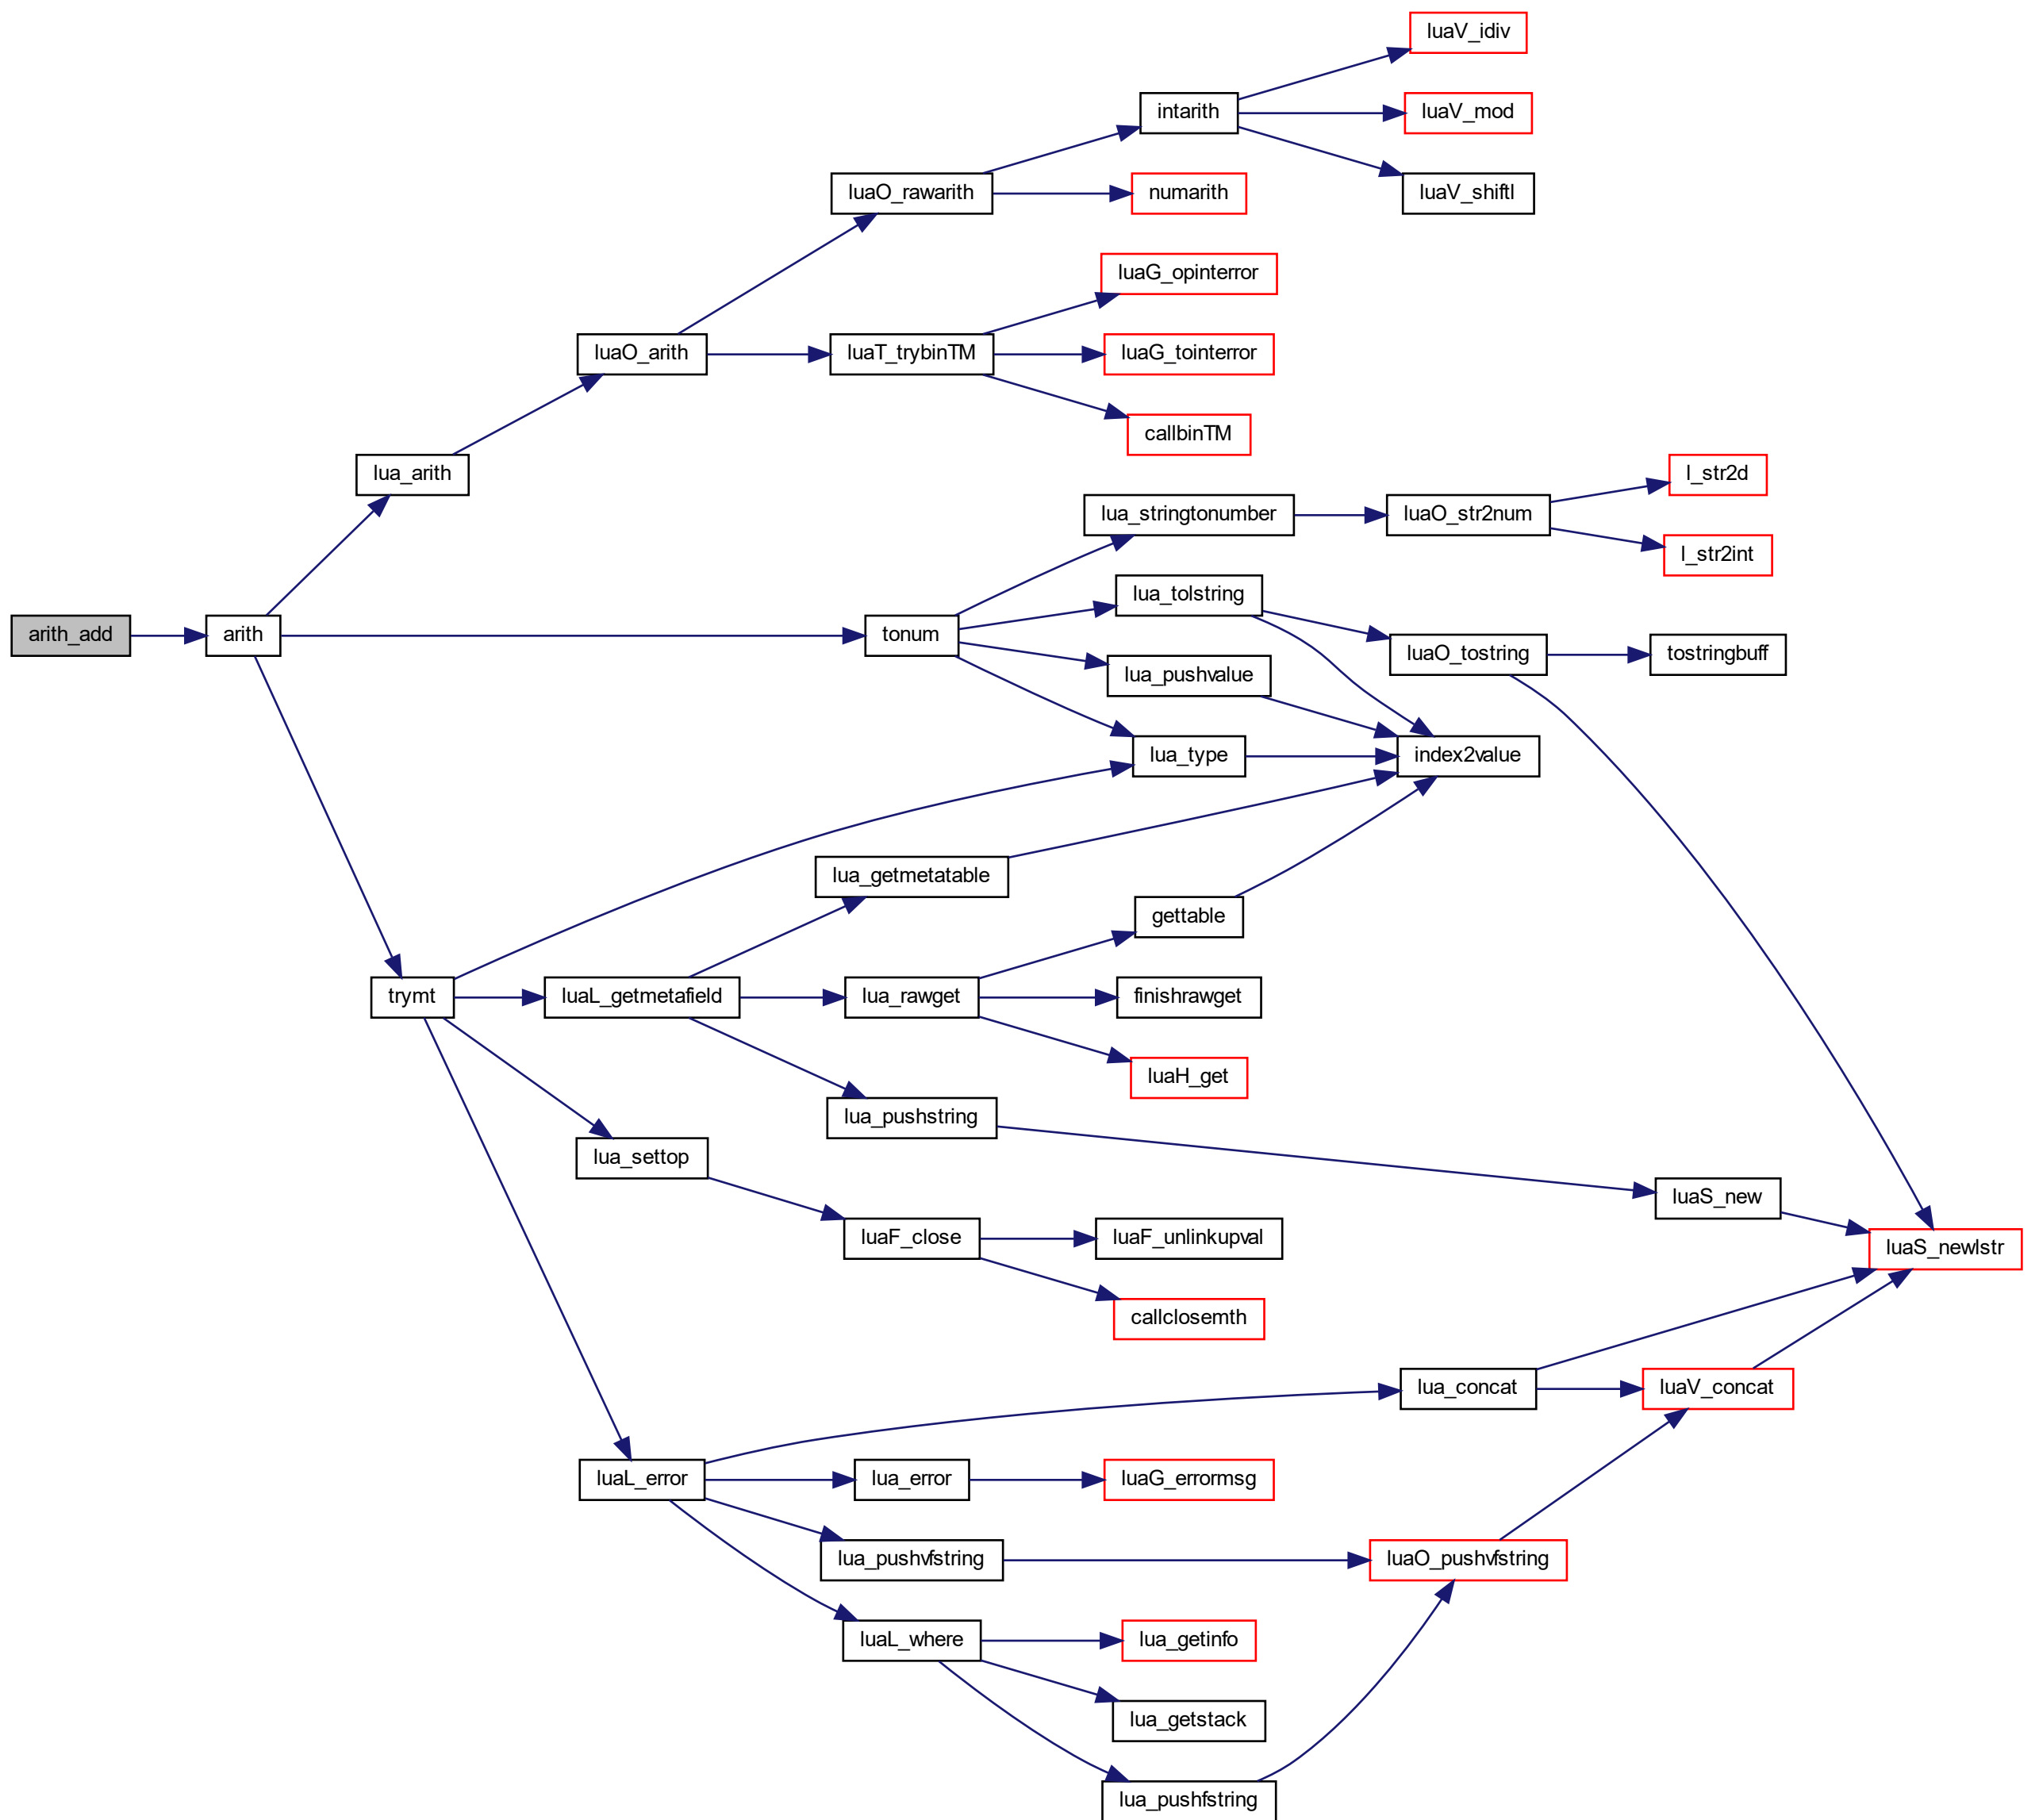 luaV_idiv
intarith
luaV_mod
luaO_rawarith
numarith
luaV_shiftl
luaG_opinterror
luaO_arith
luaT_trybinTM
luaG_tointerror
callbinTM
lua_arith
l_str2d
lua_stringtonumber
luaO_str2num
l_str2int
lua_tolstring
arith_add
arith
tonum
luaO_tostring
tostringbuff
lua_pushvalue
lua_type
index2value
lua_getmetatable
gettable
trymt
luaL_getmetafield
lua_rawget
finishrawget
luaH_get
lua_pushstring
lua_settop
luaS_new
luaF_close
luaF_unlinkupval
luaS_newlstr
callclosemth
lua_concat
luaV_concat
luaL_error
lua_error
luaG_errormsg
lua_pushvfstring
luaO_pushvfstring
luaL_where
lua_getinfo
lua_getstack
lua_pushfstring